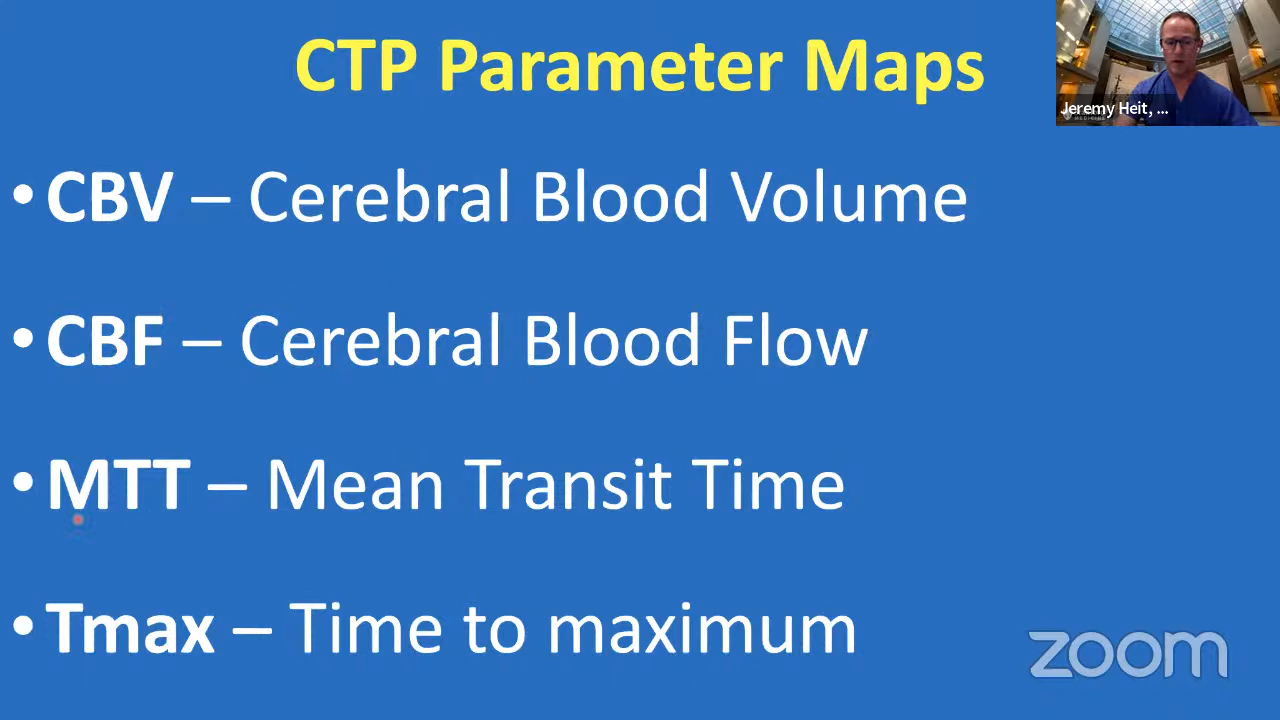 CTP Parameter Maps
Jeremy Heit, ...
• CBV – Cerebral Blood Volume
• CBF – Cerebral Blood Flow
• MTT – Mean Transit Time
• Tmax – Time to maximum
zoom